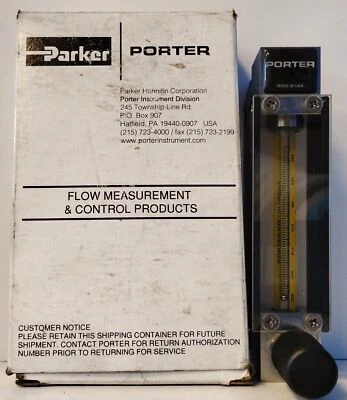 Parker
PORTER
Parker Hannifin Corporation
Porter Instrument Division
245 Township Line Rd.
P.O. Box 907
Hatfield, PA 19440-0907 USA
(215) 723-4000 / fax (215) 723-2199
www.porterinstrument.com
FLOW MEASUREMENT
& CONTROL PRODUCTS
CUSTOMER NOTICE
PLEASE RETAIN THIS SHIPPING CONTAINER FOR FUTURE
SHIPMENT. CONTACT PORTER FOR RETURN AUTHORIZATION
NUMBER PRIOR TO RETURNING FOR SERVICE
PORTER
MADE IN USA